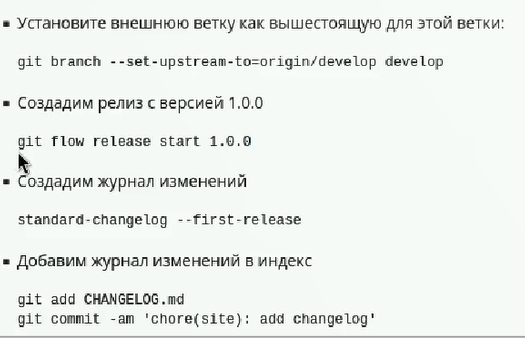 ▪ Установите внешнюю ветку как вышестоящую для этой ветки:
git branch --set-upstream-to=origin/develop develop
▪ Создадим релиз с версией 1.0.0
git flow release start 1.0.0
▪ Создадим журнал изменений
standard-changelog --first-release
▪ Добавим журнал изменений в индекс
git add CHANGELOG.md
git commit -am 'chore(site): add changelog'